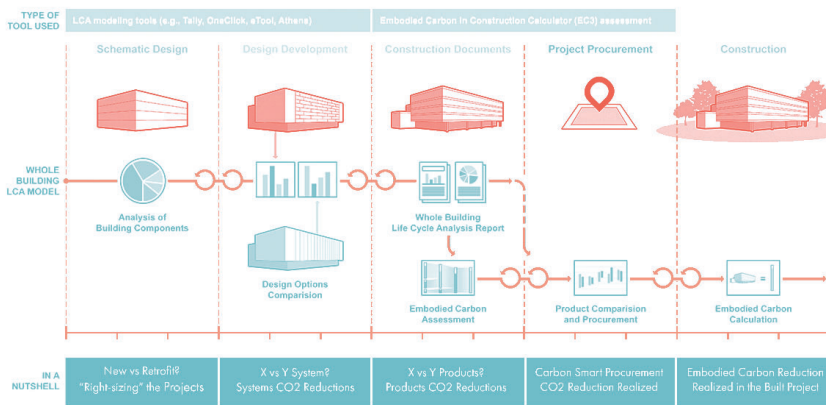 TYPE OF
TOOL USED
LCA modeling tools (e.g., Tally, OneClick, eTool, Athena)
Embodied Carbon in Construction Calculator (EC3) assessment
Schematic Design
Design Development
Construction Documents
Project Procurement
Construction
WHOLE
BUILDING
LCA MODEL
Analysis of
Building Components
Design Options
Comparision
Whole Building
Life Cycle Analysis Report
Embodied Carbon
Assessment
Product Comparision
and Procurement
Embodied Carbon
Calculation
IN A
NUTSHELL
New vs Retrofit?
"Right-sizing" the Projects
X vs Y System?
Systems CO2 Reductions
X vs Y Products?
Products CO2 Reductions
Carbon Smart Procurement
CO2 Reduction Realized
Embodied Carbon Reduction
Realized in the Built Project